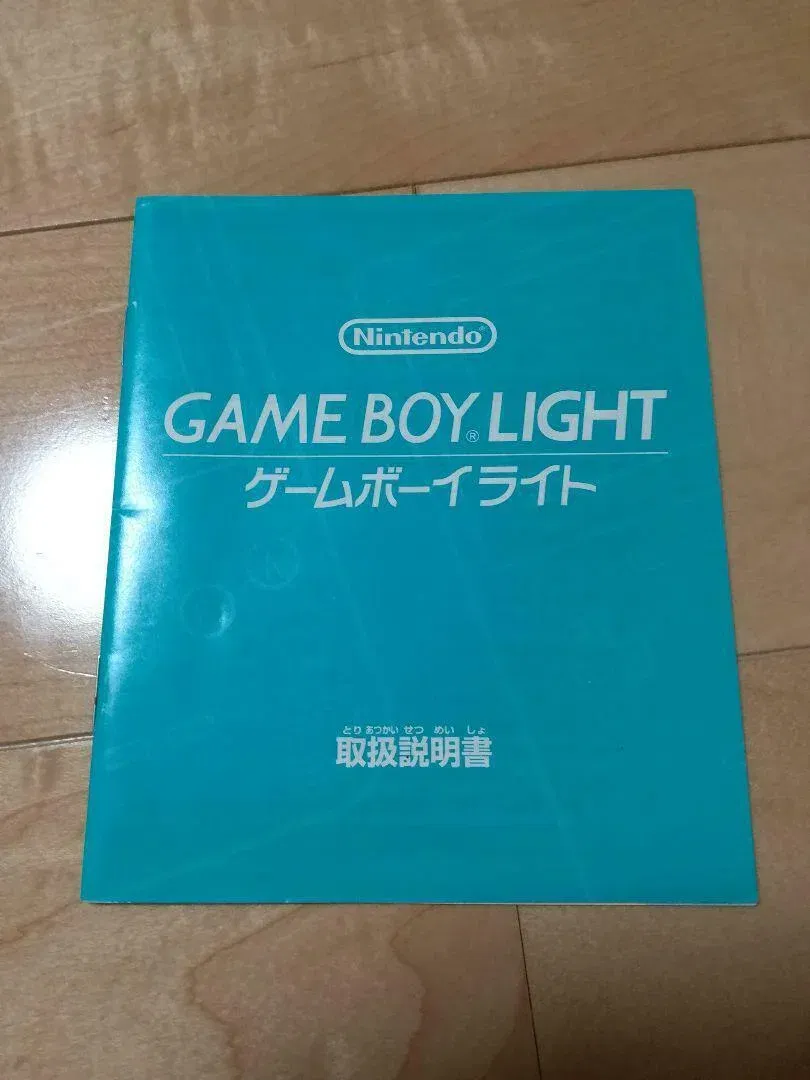 Nintendo®
GAME BOY® LIGHT
ゲームボーイライト
とり あつかい せつ めい しょ
取扱説明書